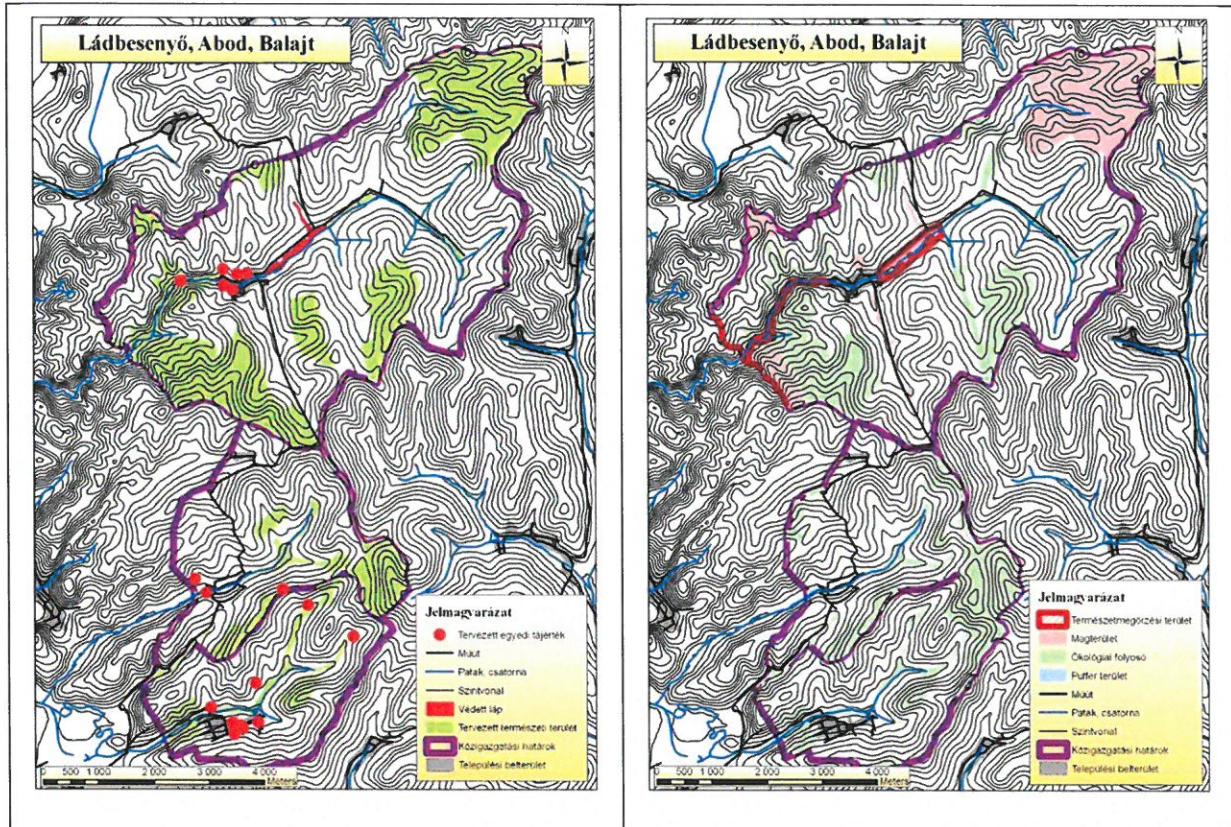 Ládbesenyő, Abod, Balajt
N
Jelmagyarázat
Tervezett egyedi tájérték
Műút
Patak, csatorna
Szintvonal
Védett láp
Tervezett természeti terület
Közigazgatási határok
Települési belterület
0 500 1 000 2 000 3 000 4 000
Meters
Ládbesenyő, Abod, Balajt
N
Jelmagyarázat
Természetmegőrzési terület
Magterület
Ökológiai folyosó
Puffer terület
Műút
Patak, csatorna
Szintvonal
Közigazgatási határok
Települési belterület
0 500 1 000 2 000 3 000 4 000
Meters